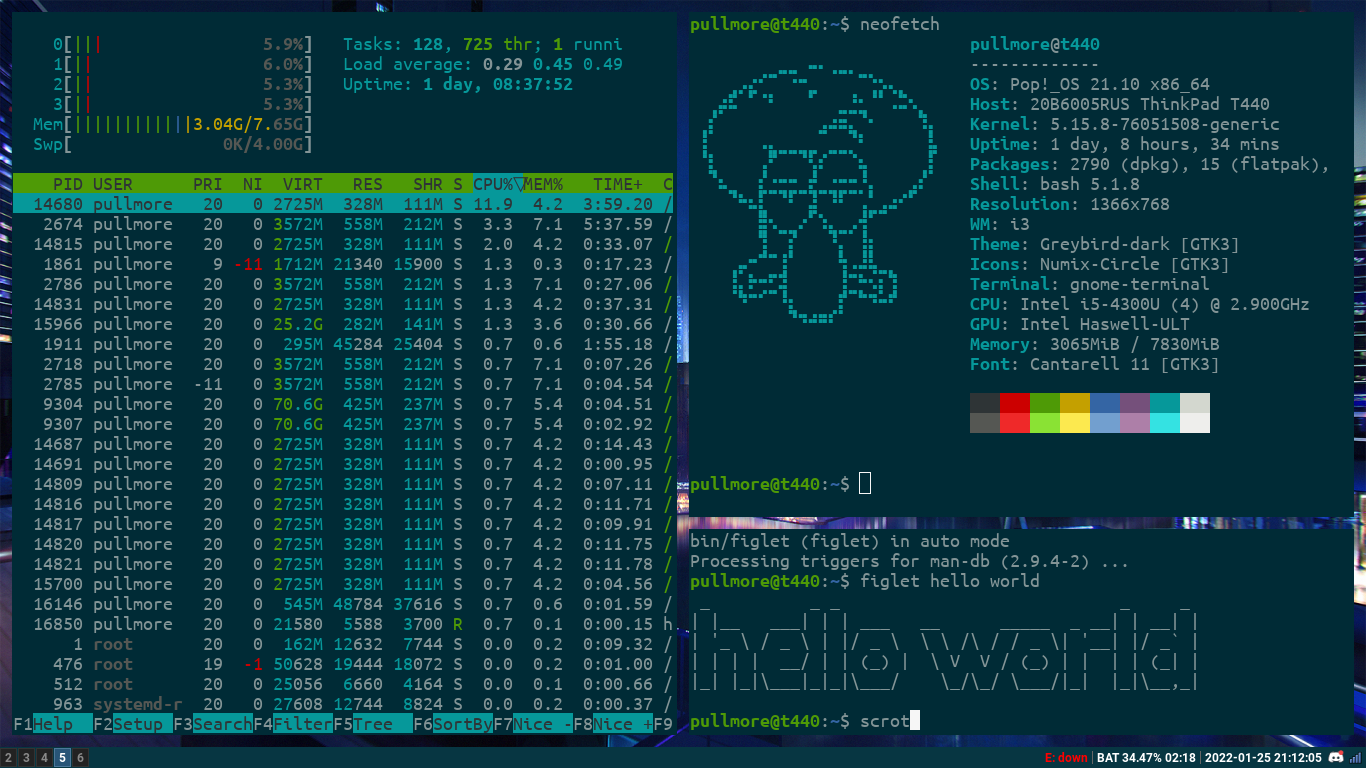 0[||| 5.9%] Tasks: 128, 725 thr; 1 runni
1[|| 6.0%] Load average: 0.29 0.45 0.49
2[|| 5.3%] Uptime: 1 day, 08:37:52
3[|| 5.3%]
Mem[||||||||||||3.04G/7.65G]
Swp[ 0K/4.00G]
PID USER PRI NI VIRT RES SHR S CPU%▽MEM% TIME+ C
14680 pullmore 20 0 2725M 328M 111M S 11.9 4.2 3:59.20 /
2674 pullmore 20 0 3572M 558M 212M S 3.3 7.1 5:37.59 /
14815 pullmore 20 0 2725M 328M 111M S 2.0 4.2 0:33.07 /
1861 pullmore 9 -11 1712M 21340 15900 S 1.3 0.3 0:17.23 /
2786 pullmore 20 0 3572M 558M 212M S 1.3 7.1 0:27.06 /
14831 pullmore 20 0 2725M 328M 111M S 1.3 4.2 0:37.31 /
15966 pullmore 20 0 25.2G 282M 141M S 1.3 3.6 0:30.66 /
1911 pullmore 20 0 295M 45284 25404 S 0.7 0.6 1:55.18 /
2718 pullmore 20 0 3572M 558M 212M S 0.7 7.1 0:07.26 /
2785 pullmore -11 0 3572M 558M 212M S 0.7 7.1 0:04.54 /
9304 pullmore 20 0 70.6G 425M 237M S 0.7 5.4 0:04.51 /
9307 pullmore 20 0 70.6G 425M 237M S 0.7 5.4 0:02.92 /
14687 pullmore 20 0 2725M 328M 111M S 0.7 4.2 0:14.43 /
14691 pullmore 20 0 2725M 328M 111M S 0.7 4.2 0:00.95 /
14809 pullmore 20 0 2725M 328M 111M S 0.7 4.2 0:07.11 /
14816 pullmore 20 0 2725M 328M 111M S 0.7 4.2 0:11.71 /
14817 pullmore 20 0 2725M 328M 111M S 0.7 4.2 0:09.91 /
14820 pullmore 20 0 2725M 328M 111M S 0.7 4.2 0:11.75 /
14821 pullmore 20 0 2725M 328M 111M S 0.7 4.2 0:11.78 /
15700 pullmore 20 0 2725M 328M 111M S 0.7 4.2 0:04.56 /
16146 pullmore 20 0 545M 48784 37616 S 0.7 0.6 0:01.59 /
16850 pullmore 20 0 21580 5588 3700 R 0.7 0.1 0:00.15 h
1 root 20 0 162M 12632 7744 S 0.0 0.2 0:09.32 /
476 root 19 -1 50628 19444 18072 S 0.0 0.2 0:01.00 /
512 root 20 0 25056 6660 4164 S 0.0 0.1 0:00.66 /
963 systemd-r 20 0 27608 12744 8824 S 0.0 0.2 0:00.37 /
F1Help F2Setup F3SearchF4FilterF5Tree F6SortByF7Nice -F8Nice +F9
pullmore@t440:~$ neofetch
pullmore@t440
-------------
OS: Pop!_OS 21.10 x86_64
Host: 20B6005RUS ThinkPad T440
Kernel: 5.15.8-76051508-generic
Uptime: 1 day, 8 hours, 34 mins
Packages: 2790 (dpkg), 15 (flatpak),
Shell: bash 5.1.8
Resolution: 1366x768
WM: i3
Theme: Greybird-dark [GTK3]
Icons: Numix-Circle [GTK3]
Terminal: gnome-terminal
CPU: Intel i5-4300U (4) @ 2.900GHz
GPU: Intel Haswell-ULT
Memory: 3065MiB / 7830MiB
Font: Cantarell 11 [GTK3]
pullmore@t440:~$
bin/figlet (figlet) in auto mode
Processing triggers for man-db (2.9.4-2) ...
pullmore@t440:~$ figlet hello world
hello world
pullmore@t440:~$ scrot
2 3 4 5 6 E: down BAT 34.47% 02:18 2022-01-25 21:12:05